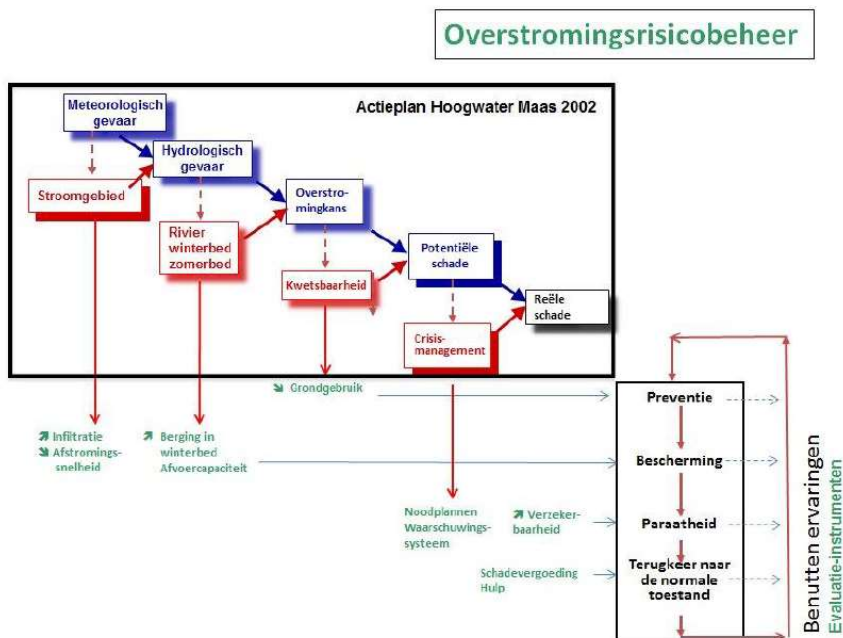 Overstromingsrisicobeheer
Actieplan Hoogwater Maas 2002
Meteorologisch
gevaar
Hydrologisch
gevaar
Stroomgebied
Overstro-
mingkans
Rivier
winterbed
zomerbed
Potentiële
schade
Kwetsbaarheid
Reële
schade
Crisis-
management
Grondgebruik
Preventie
Infiltratie
Afstromings-
snelheid
Berging in
winterbed
Afvoercapaciteit
Bescherming
Noodplannen
Waarschuwings-
systeem
Verzeker-
baarheid
Paraatheid
Schadevergoeding
Hulp
Terugkeer naar
de normale
toestand
Benutten ervaringen
Evaluatie-instrumenten